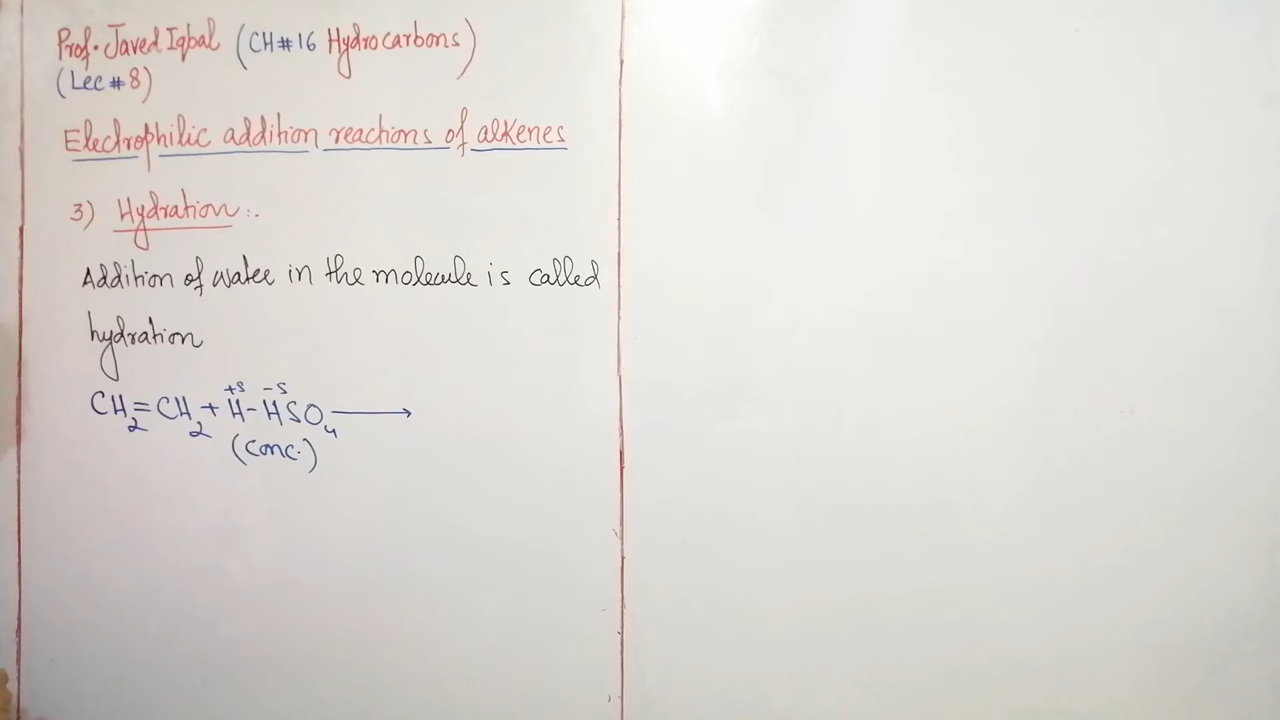 Prof. Javed Iqbal (CH#16 Hydrocarbons)
(Lec#8)
Electrophilic addition reactions of alkenes
3) Hydration:.
Addition of water in the molecule is called
hydration
+δ -δ
CH₂=CH₂ + H-HSO₄ ⟶
(Conc.)